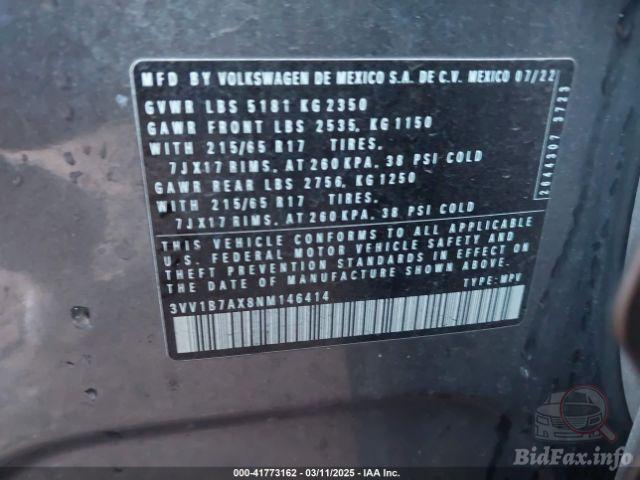 MFD BY VOLKSWAGEN DE MEXICO S.A. DE C.V. MEXICO 07/22
GVWR LBS 5181 KG 2350
GAWR FRONT LBS 2535, KG 1150
WITH 215/65 R17 TIRES.
7JX17 RIMS, AT 260 KPA. 38 PSI COLD
GAWR REAR LBS 2756, KG 1250
WITH 215/65 R17 TIRES.
7JX17 RIMS, AT 260 KPA. 38 PSI COLD
THIS VEHICLE CONFORMS TO ALL APPLICABLE
U.S. FEDERAL MOTOR VEHICLE SAFETY AND
THEFT PREVENTION STANDARDS IN EFFECT ON
THE DATE OF MANUFACTURE SHOWN ABOVE.
TYPE: MPV
3VV1B7AX8NM146414
2044307 3723
000-41773162 - 03/11/2025 - IAA Inc.
BidFax.info